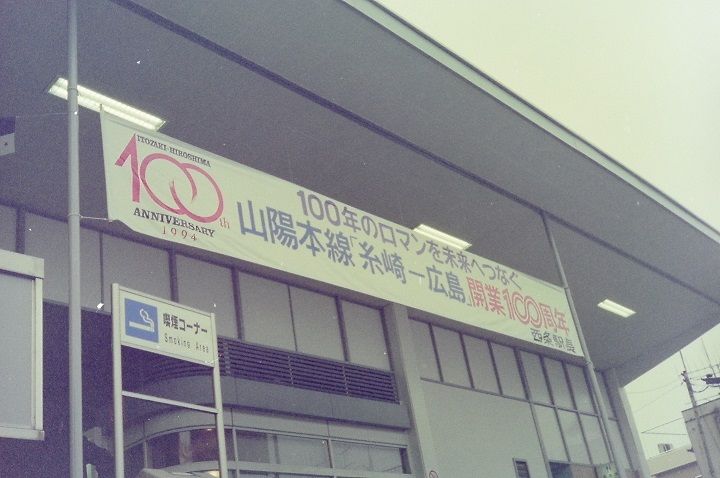 ITOZAKI-HIROSHIMA
100th
ANNIVERSARY
1994
100年のロマンを未来へつなぐ
山陽本線「糸崎－広島」開業100周年
西条駅長
喫煙コーナー
Smoking Area